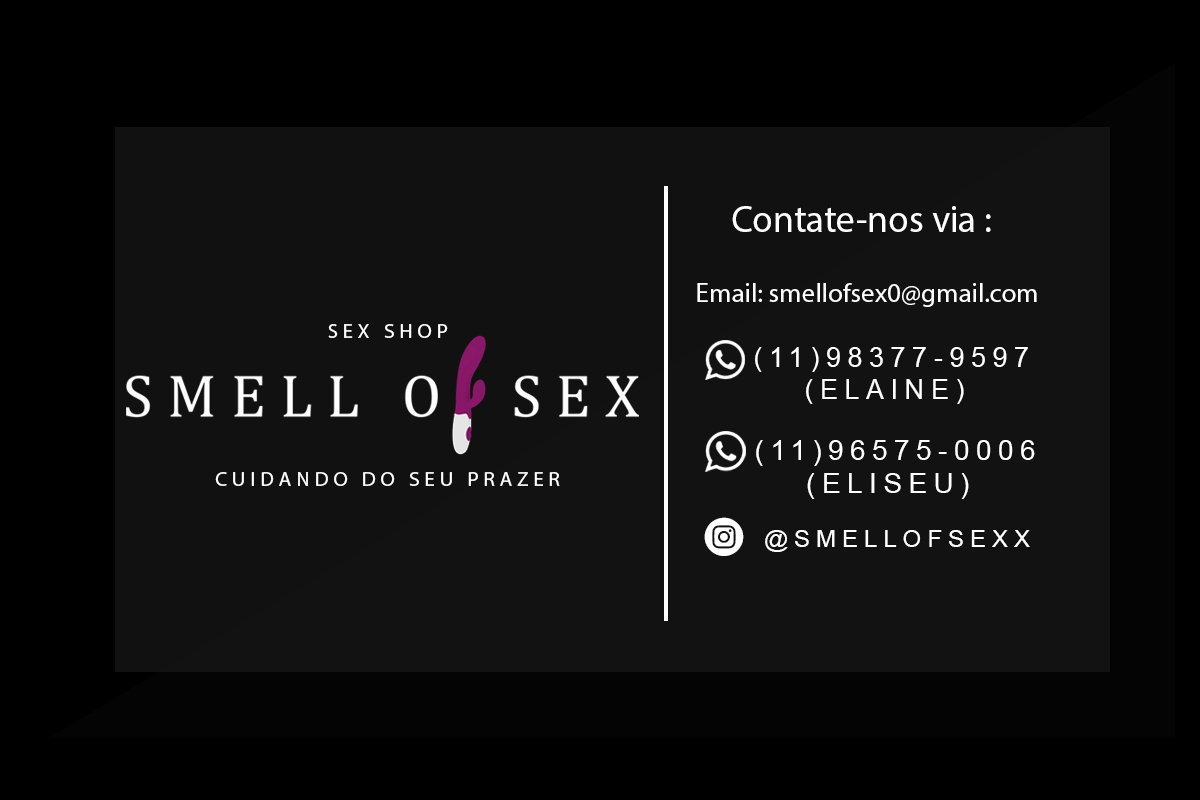 SEX SHOP
SMELL Of SEX
CUIDANDO DO SEU PRAZER
Contate-nos via :
Email: smellofsex0@gmail.com
(11)98377-9597
(ELAINE)
(11)96575-0006
(ELISEU)
@SMELLOFSEXX